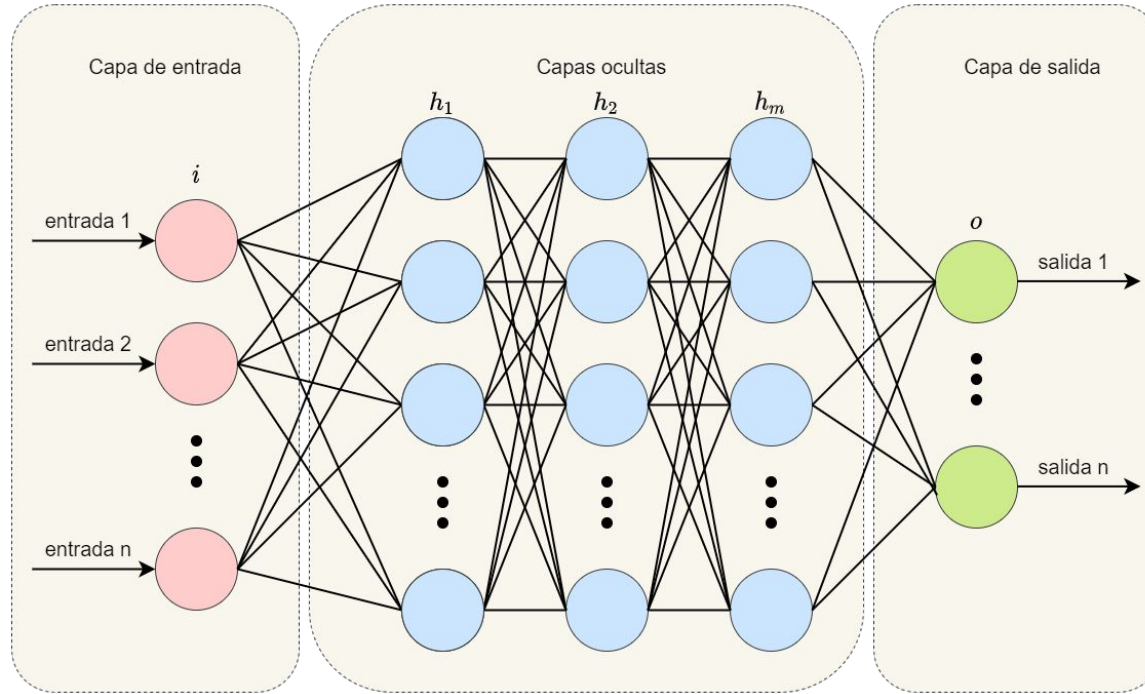 Capa de entrada
Capas ocultas
Capa de salida
h₁
h₂
hₘ
i
o
entrada 1
salida 1
entrada 2
salida n
entrada n